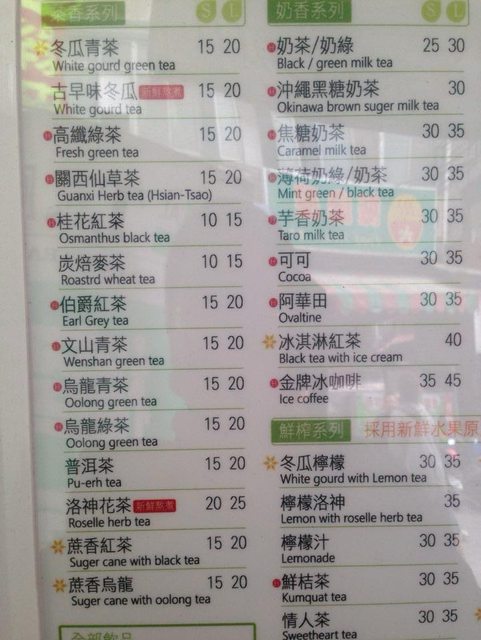 茶香系列 S L
冬瓜青茶 15 20
White gourd green tea
古早味冬瓜 新鮮熬煮 15 20
White gourd tea
高纖綠茶 15 20
Fresh green tea
關西仙草茶 15 20
Guanxi Herb tea (Hsian-Tsao)
桂花紅茶 10 15
Osmanthus black tea
炭焙麥茶 10 15
Roastrd wheat tea
伯爵紅茶 15 20
Earl Grey tea
文山青茶 15 20
Wenshan green tea
烏龍青茶 15 20
Oolong green tea
烏龍綠茶 15 20
Oolong green tea
普洱茶 15 20
Pu-erh tea
洛神花茶 新鮮熬煮 20 25
Roselle herb tea
蔗香紅茶 15 20
Suger cane with black tea
蔗香烏龍 15 20
Suger cane with oolong tea
全部飲品
奶香系列 S L
奶茶/奶綠 25 30
Black / green milk tea
沖繩黑糖奶茶 30
Okinawa brown suger milk tea
焦糖奶茶 30 35
Caramel milk tea
薄荷奶綠/奶茶 30 35
Mint green / black tea
芋香奶茶 30 35
Taro milk tea
可可 30 35
Cocoa
阿華田 30 35
Ovaltine
冰淇淋紅茶 40
Black tea with ice cream
金牌冰咖啡 35 45
Ice coffee
鮮榨系列 採用新鮮水果原
冬瓜檸檬 30 35
White gourd with Lemon tea
檸檬洛神 35
Lemon with roselle herb tea
檸檬汁 30 35
Lemonade
鮮桔茶 30 35
Kumquat tea
情人茶 30 35
Sweetheart tea